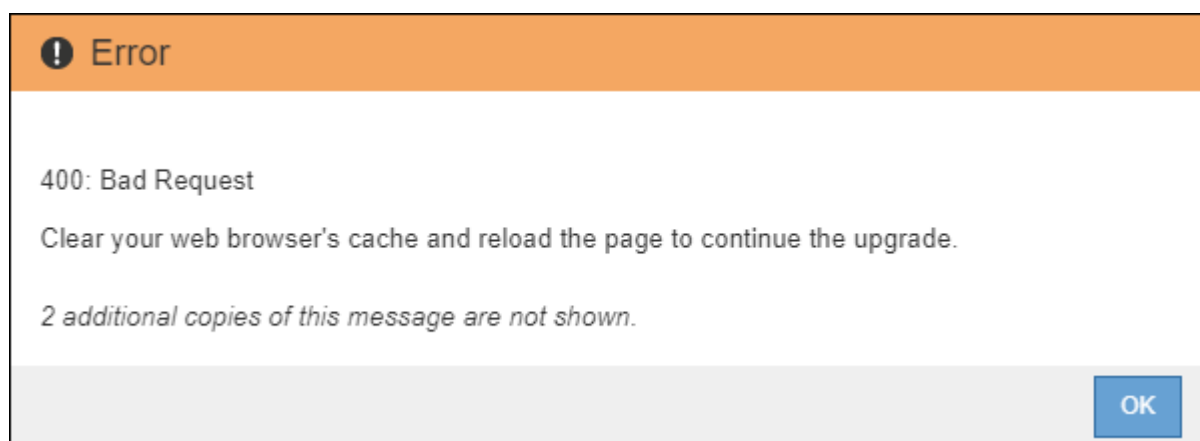 Error
400: Bad Request
Clear your web browser's cache and reload the page to continue the upgrade.
2 additional copies of this message are not shown.
OK